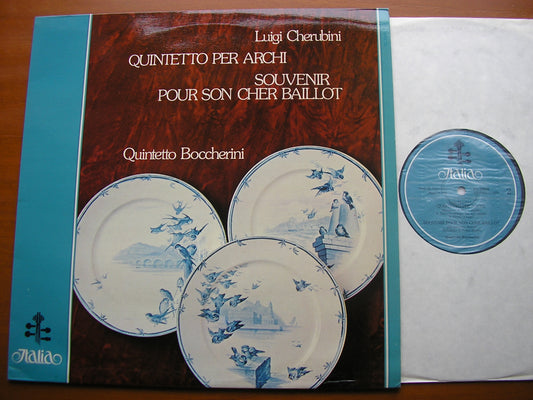 Luigi Cherubini
QUINTETTO PER ARCHI
SOUVENIR
POUR SON CHER BAILLOT
Quintetto Boccherini
Italia
Italia